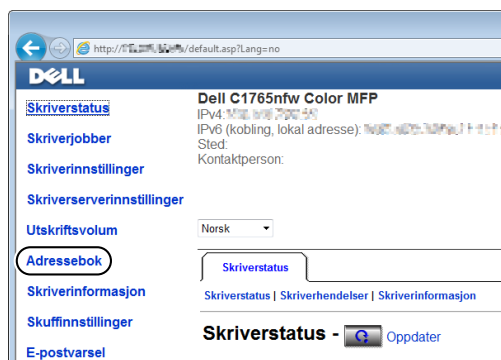 http:// /default.asp?Lang=no
DELL
Dell C1765nfw Color MFP
IPv4:
IPv6 (kobling, lokal adresse):
Sted:
Kontaktperson:
Skriverstatus
Skriverjobber
Skriverinnstillinger
Skriverserverinnstillinger
Utskriftsvolum
Adressebok
Skriverinformasjon
Skuffinnstillinger
E-postvarsel
Norsk
Skriverstatus
Skriverstatus | Skriverhendelser | Skriverinformasjon
Skriverstatus - Oppdater